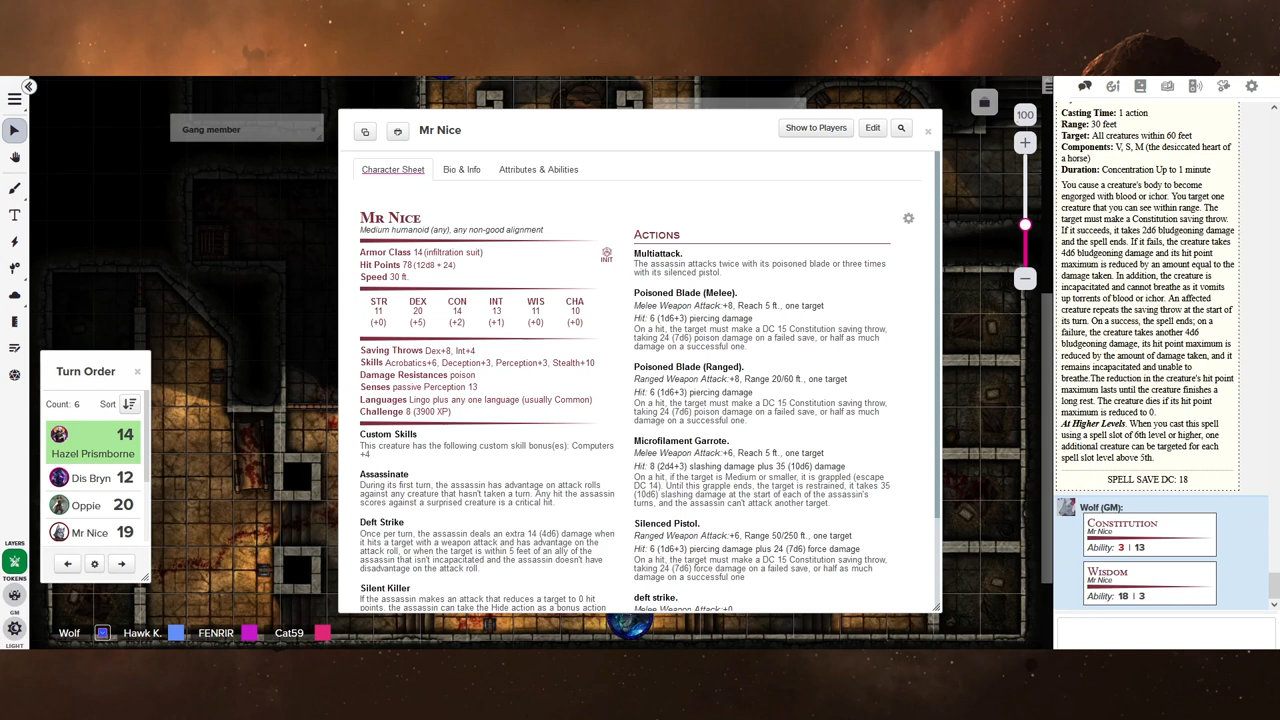 Gang member
Mr Nice
Show to Players
Edit
Character Sheet
Bio & Info
Attributes & Abilities
Mr Nice
Medium humanoid (any), any non-good alignment
Armor Class 14 (infiltration suit)
Hit Points 78 (12d8 + 24)
Speed 30 ft.
INIT
STR DEX CON INT WIS CHA
11 20 14 13 11 10
(+0) (+5) (+2) (+1) (+0) (+0)
Saving Throws Dex+8, Int+4
Skills Acrobatics+6, Deception+3, Perception+3, Stealth+10
Damage Resistances poison
Senses passive Perception 13
Languages Lingo plus any one language (usually Common)
Challenge 8 (3900 XP)
Custom Skills
This creature has the following custom skill bonus(es): Computers
+4
Assassinate
During its first turn, the assassin has advantage on attack rolls
against any creature that hasn't taken a turn. Any hit the assassin
scores against a surprised creature is a critical hit.
Deft Strike
Once per turn, the assassin deals an extra 14 (4d6) damage when
it hits a target with a weapon attack and has advantage on the
attack roll, or when the target is within 5 feet of an ally of the
assassin that isn't incapacitated and the assassin doesn't have
disadvantage on the attack roll.
Silent Killer
If the assassin makes an attack that reduces a target to 0 hit
points, the assassin can take the Hide action as a bonus action
Actions
Multiattack.
The assassin attacks twice with its poisoned blade or three times
with its silenced pistol.
Poisoned Blade (Melee).
Melee Weapon Attack:+8, Reach 5 ft., one target
Hit: 6 (1d6+3) piercing damage
On a hit, the target must make a DC 15 Constitution saving throw,
taking 24 (7d6) poison damage on a failed save, or half as much
damage on a successful one.
Poisoned Blade (Ranged).
Ranged Weapon Attack:+8, Range 20/60 ft., one target
Hit: 6 (1d6+3) piercing damage
On a hit, the target must make a DC 15 Constitution saving throw,
taking 24 (7d6) poison damage on a failed save, or half as much
damage on a successful one.
Microfilament Garrote.
Melee Weapon Attack:+6, Reach 5 ft., one target
Hit: 8 (2d4+3) slashing damage plus 35 (10d6) damage
On a hit, if the target is Medium or smaller, it is grappled (escape
DC 14). Until this grapple ends, the target is restrained, it takes 35
(10d6) slashing damage at the start of each of the assassin's
turns, and the assassin can't attack another target.
Silenced Pistol.
Ranged Weapon Attack:+6, Range 50/250 ft., one target
Hit: 6 (1d6+3) piercing damage plus 24 (7d6) force damage
On a hit, the target must make a DC 15 Constitution saving throw,
taking 24 (7d6) force damage on a failed save, or half as much
damage on a successful one
deft strike.
Melee Weapon Attack:+0
Turn Order
Count: 6
Sort
14
Hazel Prismborne
Dis Bryn 12
Oppie 20
Mr Nice 19
LAYERS
TOKENS
GM
LIGHT
Wolf
Hawk K.
FENRIR
Cat59
100
Casting Time: 1 action
Range: 30 feet
Target: All creatures within 60 feet
Components: V, S, M (the desiccated heart of
a horse)
Duration: Concentration Up to 1 minute
You cause a creature's body to become
engorged with blood or ichor. You target one
creature that you can see within range. The
target must make a Constitution saving throw.
If it succeeds, it takes 2d6 bludgeoning damage
and the spell ends. If it fails, the creature takes
4d6 bludgeoning damage and its hit point
maximum is reduced by an amount equal to the
damage taken. In addition, the creature is
incapacitated and cannot breathe as it vomits
up torrents of blood or ichor. An affected
creature repeats the saving throw at the start of
its turn. On a success, the spell ends; on a
failure, the creature takes another 4d6
bludgeoning damage, its hit point maximum is
reduced by the amount of damage taken, and it
remains incapacitated and unable to
breathe.The reduction in the creature's hit point
maximum lasts until the creature finishes a
long rest. The creature dies if its hit point
maximum is reduced to 0.
At Higher Levels. When you cast this spell
using a spell slot of 6th level or higher, one
additional creature can be targeted for each
spell slot level above 5th.
SPELL SAVE DC: 18
Wolf (GM):
Constitution
Mr Nice
Ability: 3 | 13
Wisdom
Mr Nice
Ability: 18 | 3